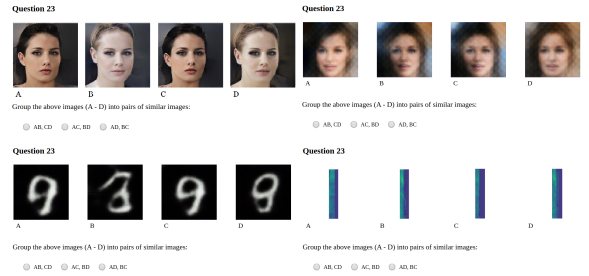 Question 23
A B C D
Group the above images (A - D) into pairs of similar images:
AB, CD AC, BD AD, BC
Question 23
A B C D
Group the above images (A - D) into pairs of similar images:
AB, CD AC, BD AD, BC
Question 23
A B C D
Group the above images (A - D) into pairs of similar images:
AB, CD AC, BD AD, BC
Question 23
A B C D
Group the above images (A - D) into pairs of similar images:
AB, CD AC, BD AD, BC